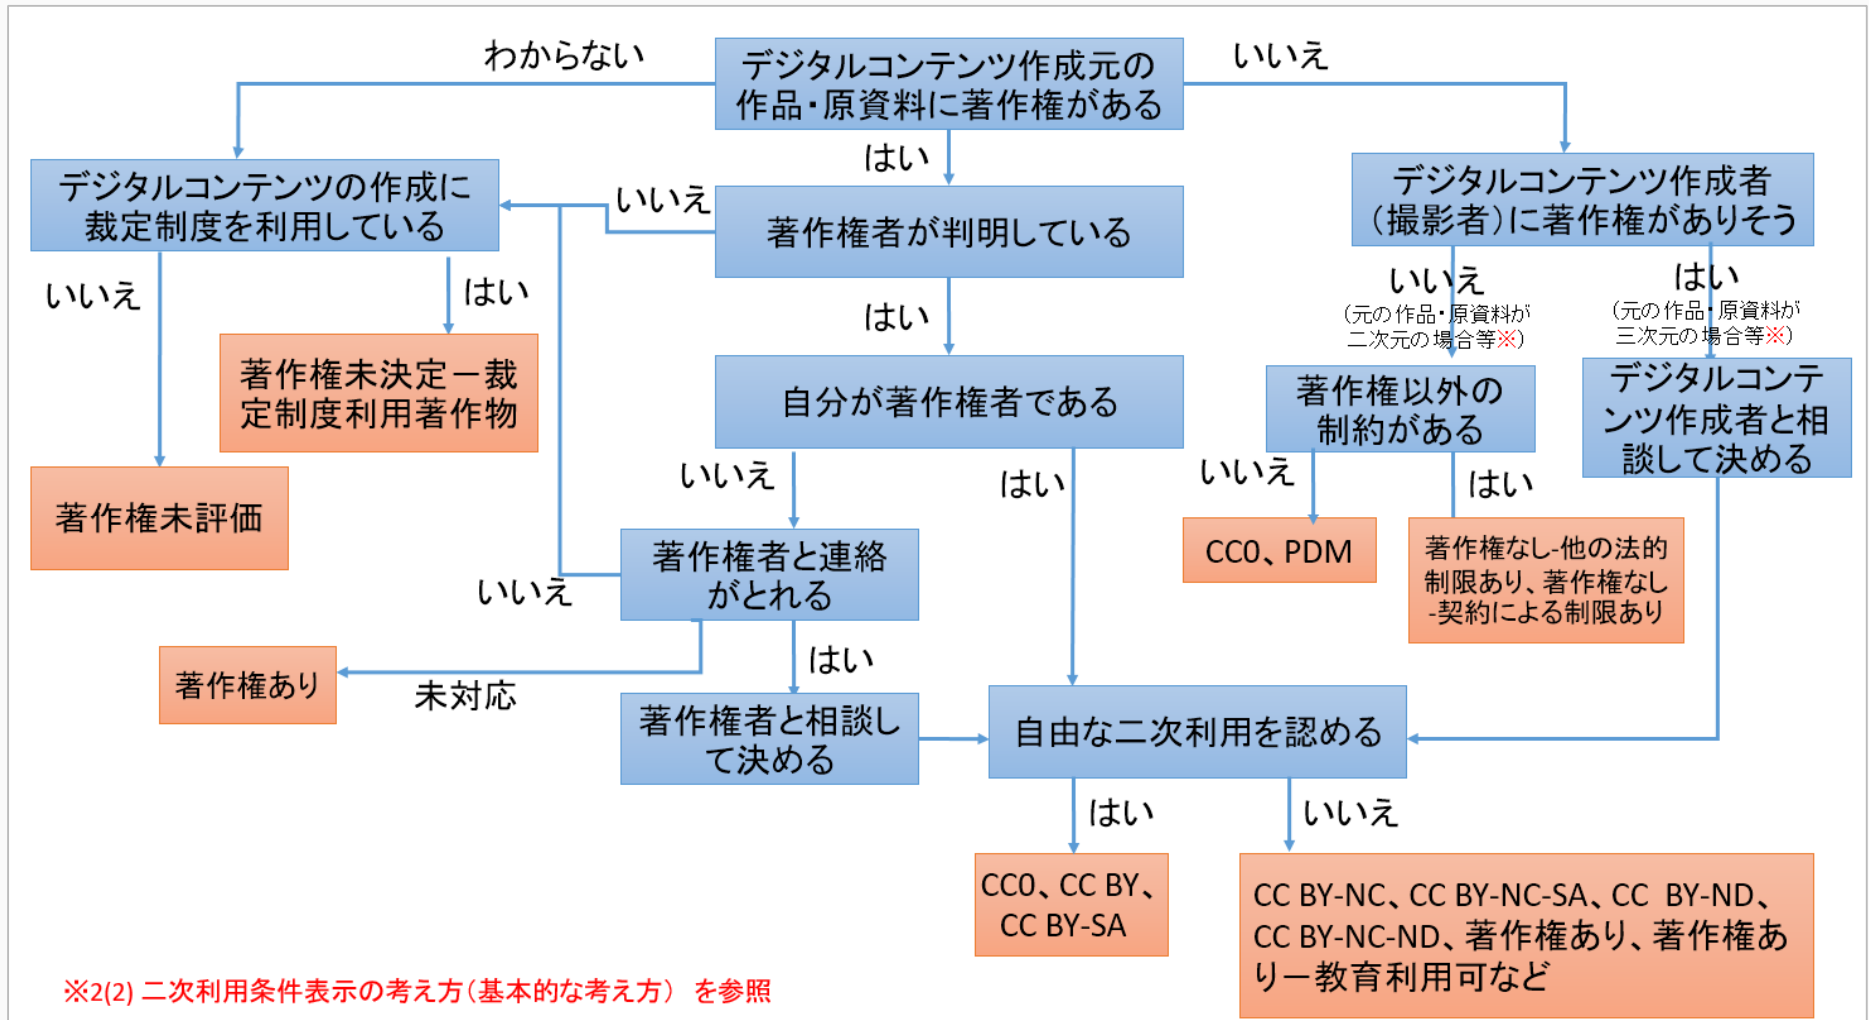 わからない
デジタルコンテンツ作成元の
作品・原資料に著作権がある
いいえ
はい
デジタルコンテンツの作成に
裁定制度を利用している
いいえ
著作権者が判明している
デジタルコンテンツ作成者
（撮影者）に著作権がありそう
いいえ
はい
はい
いいえ
（元の作品・原資料が
二次元の場合等※）
はい
（元の作品・原資料が
三次元の場合等※）
著作権未決定－裁
定制度利用著作物
自分が著作権者である
著作権以外の
制約がある
デジタルコンテ
ンツ作成者と相
談して決める
著作権未評価
いいえ
はい
いいえ
はい
CC0、PDM
著作権なし-他の法的
制限あり、著作権なし
-契約による制限あり
著作権者と連絡
がとれる
いいえ
著作権あり
未対応
はい
著作権者と相談し
て決める
自由な二次利用を認める
はい
いいえ
CC0、CC BY、
CC BY-SA
CC BY-NC、CC BY-NC-SA、CC BY-ND、
CC BY-NC-ND、著作権あり、著作権あ
り－教育利用可など
※2(2) 二次利用条件表示の考え方（基本的な考え方） を参照